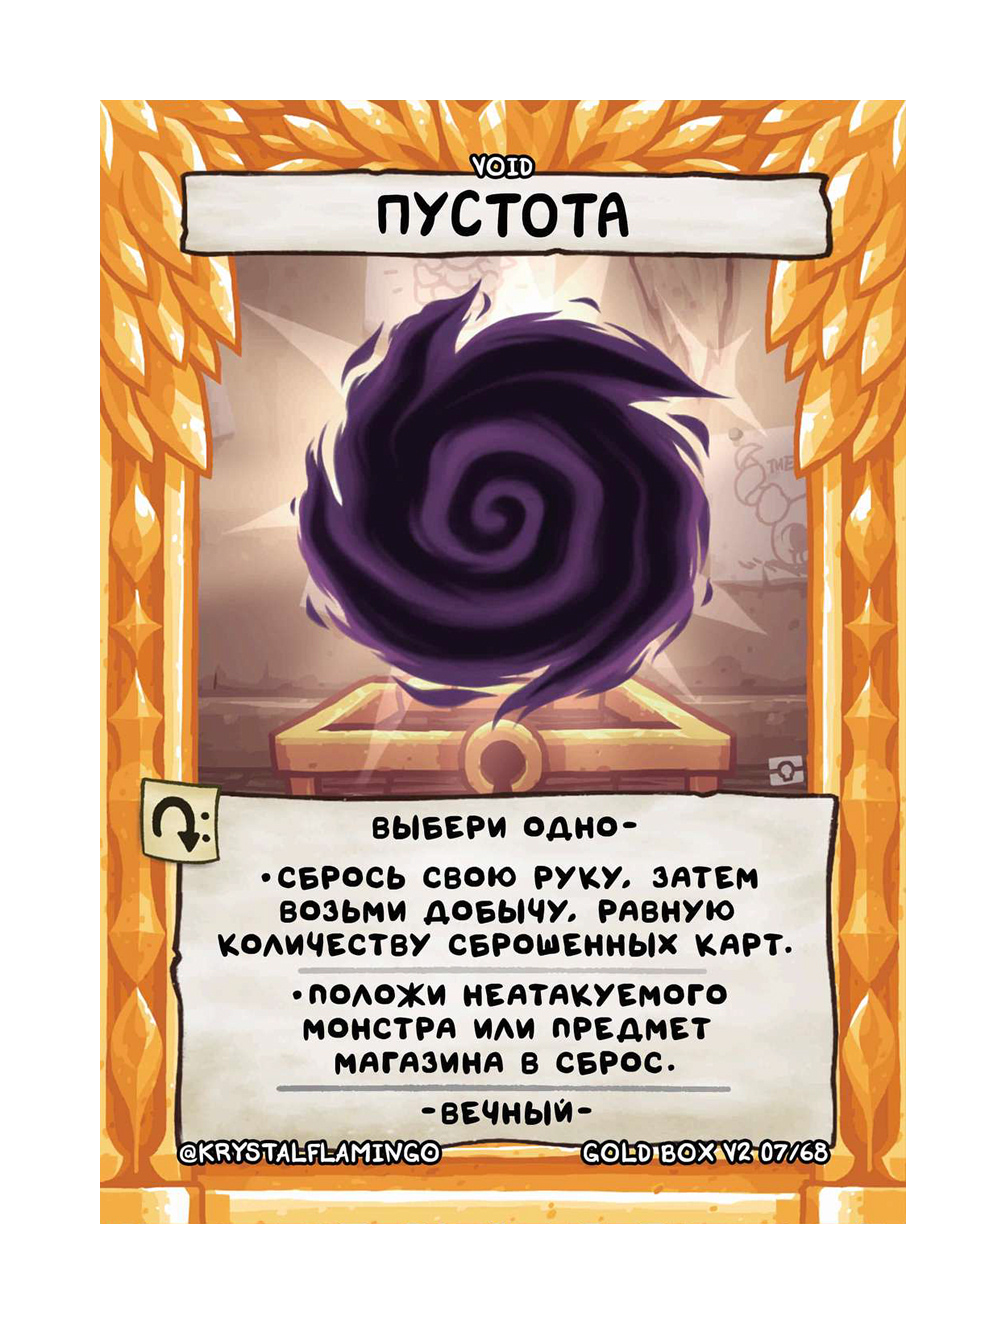 VOID
ПУСТОТА
ВЫБЕРИ ОДНО-
•СБРОСЬ СВОЮ РУКУ. ЗАТЕМ
ВОЗЬМИ ДОБЫЧУ. РАВНУЮ
КОЛИЧЕСТВУ СБРОШЕННЫХ КАРТ.
•ПОЛОЖИ НЕАТАКУЕМОГО
МОНСТРА ИЛИ ПРЕДМЕТ
МАГАЗИНА В СБРОС.
-ВЕЧНЫЙ-
@KRYSTALFLAMINGO
GOLD BOX V2 07/68